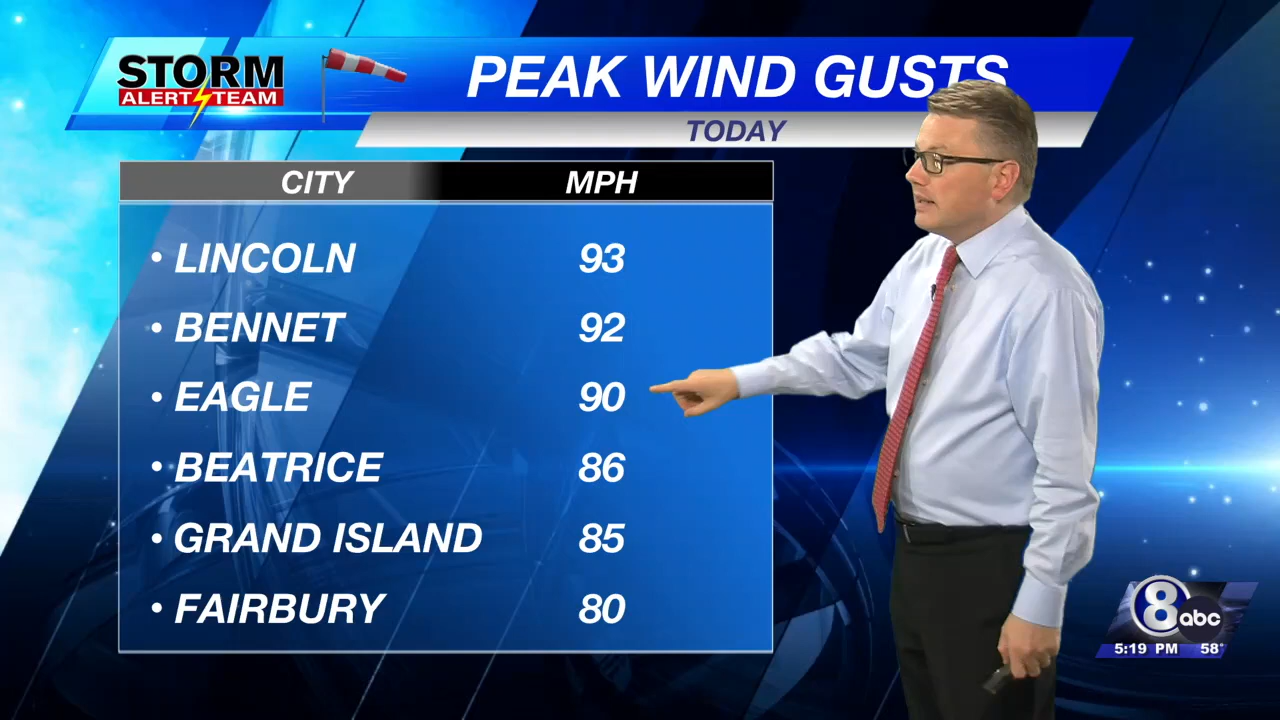 STORM
ALERT TEAM
PEAK WIND GUSTS
TODAY
CITY MPH
• LINCOLN 93
• BENNET 92
• EAGLE 90
• BEATRICE 86
• GRAND ISLAND 85
• FAIRBURY 80
8 abc
5:19 PM 58°